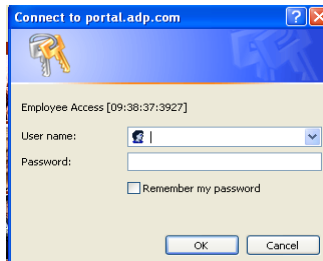 Connect to portal.adp.com
Employee Access [09:38:37:3927]
User name:
Password:
Remember my password
OK Cancel